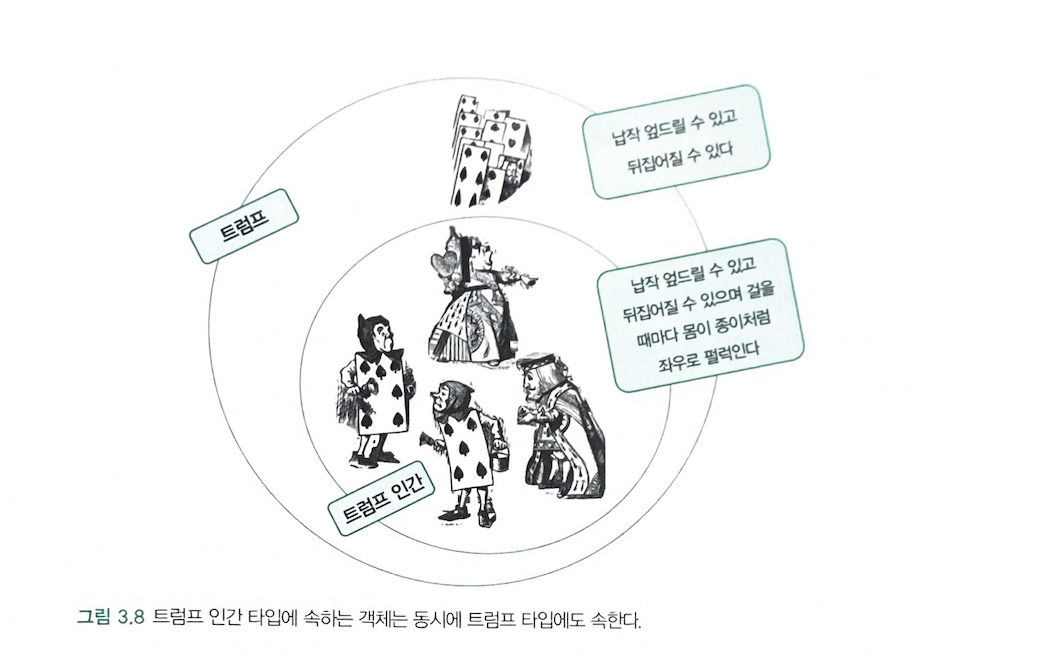 납작 엎드릴 수 있고
뒤집어질 수 있다
트럼프
납작 엎드릴 수 있고
뒤집어질 수 있으며 걸을
때마다 몸이 종이처럼
좌우로 펄럭인다
트럼프 인간
그림 3.8 트럼프 인간 타입에 속하는 객체는 동시에 트럼프 타입에도 속한다.